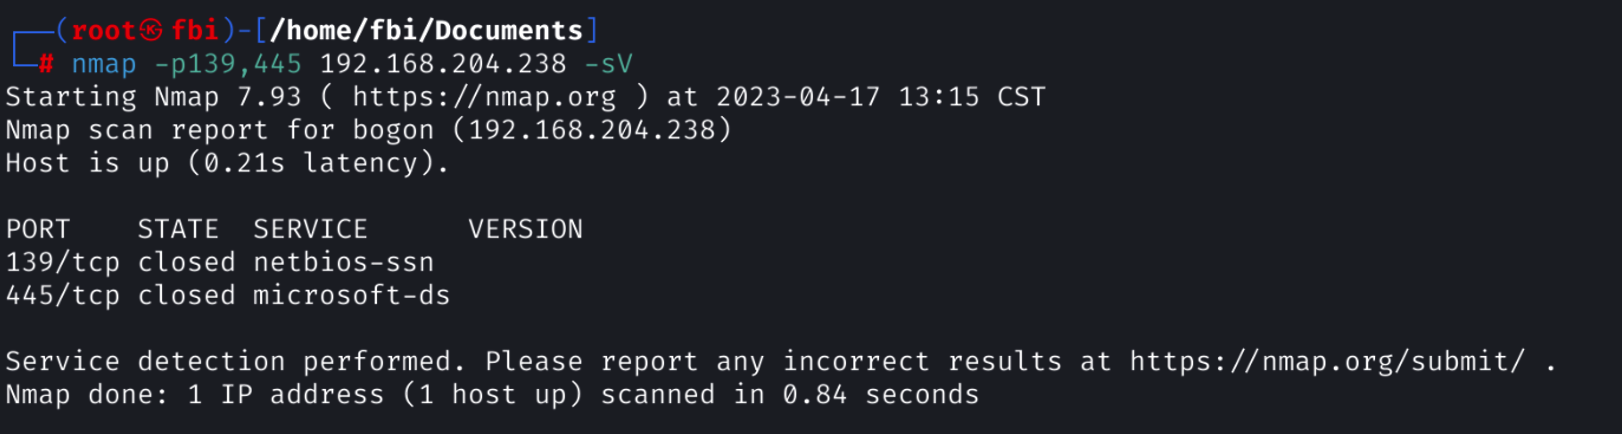 ┌──(root㉿fbi)-[/home/fbi/Documents]
└─# nmap -p139,445 192.168.204.238 -sV
Starting Nmap 7.93 ( https://nmap.org ) at 2023-04-17 13:15 CST
Nmap scan report for bogon (192.168.204.238)
Host is up (0.21s latency).

PORT    STATE  SERVICE      VERSION
139/tcp closed netbios-ssn
445/tcp closed microsoft-ds

Service detection performed. Please report any incorrect results at https://nmap.org/submit/ .
Nmap done: 1 IP address (1 host up) scanned in 0.84 seconds